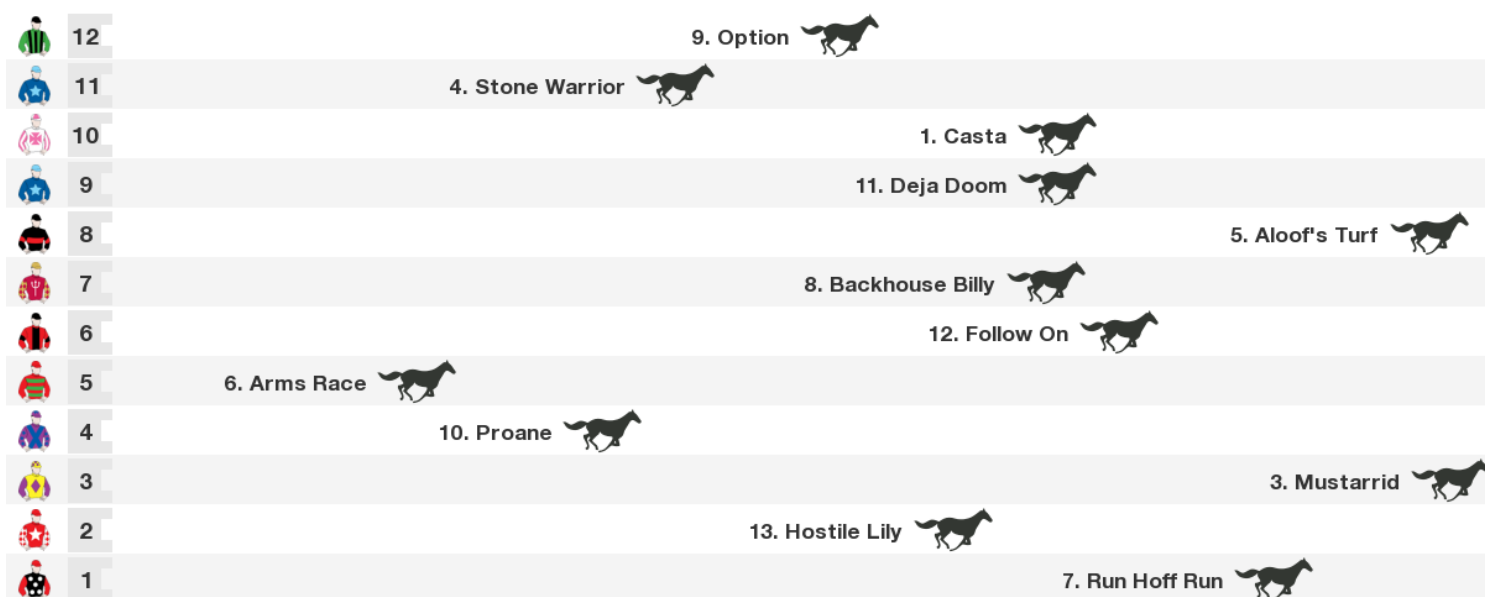 12 9. Option
11 4. Stone Warrior
10 1. Casta
9 11. Deja Doom
8 5. Aloof's Turf
7 8. Backhouse Billy
6 12. Follow On
5 6. Arms Race
4 10. Proane
3 3. Mustarrid
2 13. Hostile Lily
1 7. Run Hoff Run